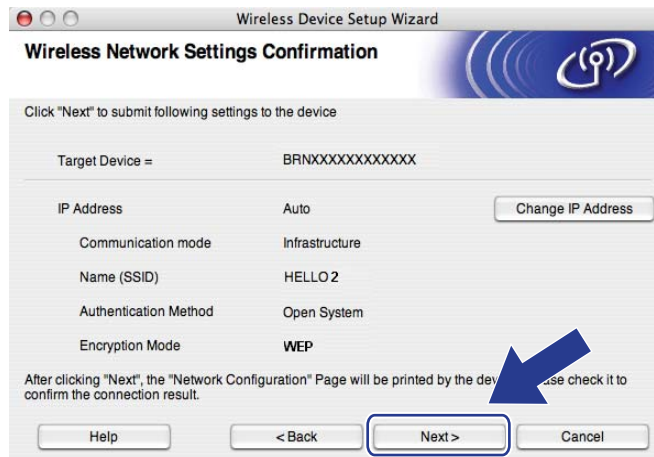 Wireless Device Setup Wizard
Wireless Network Settings Confirmation
Click "Next" to submit following settings to the device
Target Device = BRNXXXXXXXXXXXX
IP Address Auto Change IP Address
Communication mode Infrastructure
Name (SSID) HELLO2
Authentication Method Open System
Encryption Mode WEP
After clicking "Next", the "Network Configuration" Page will be printed by the check it to
confirm the connection result.
Help < Back Next > Cancel